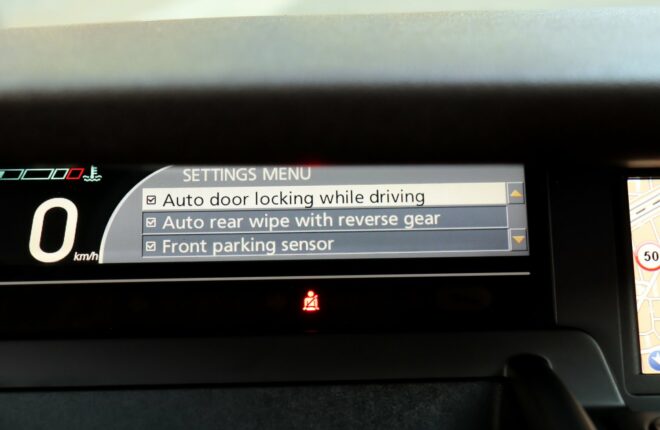 SETTINGS MENU
Auto door locking while driving
Auto rear wipe with reverse gear
Front parking sensor
0
km/h
50